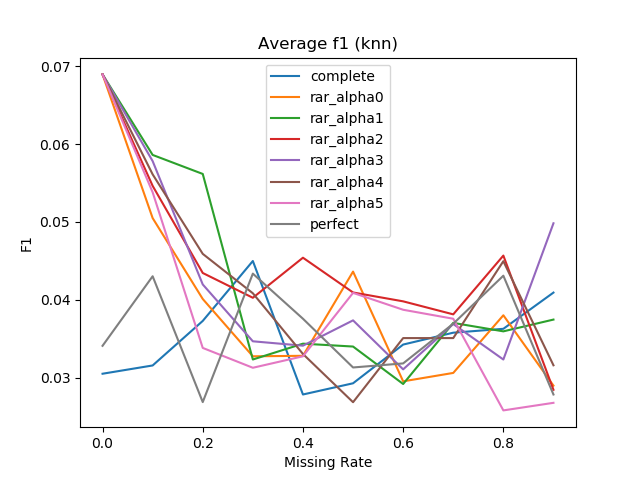 Average f1 (knn)
0.07
0.06
0.05
0.04
0.03
F1
complete
rar_alpha0
rar_alpha1
rar_alpha2
rar_alpha3
rar_alpha4
rar_alpha5
perfect
0.0 0.2 0.4 0.6 0.8
Missing Rate